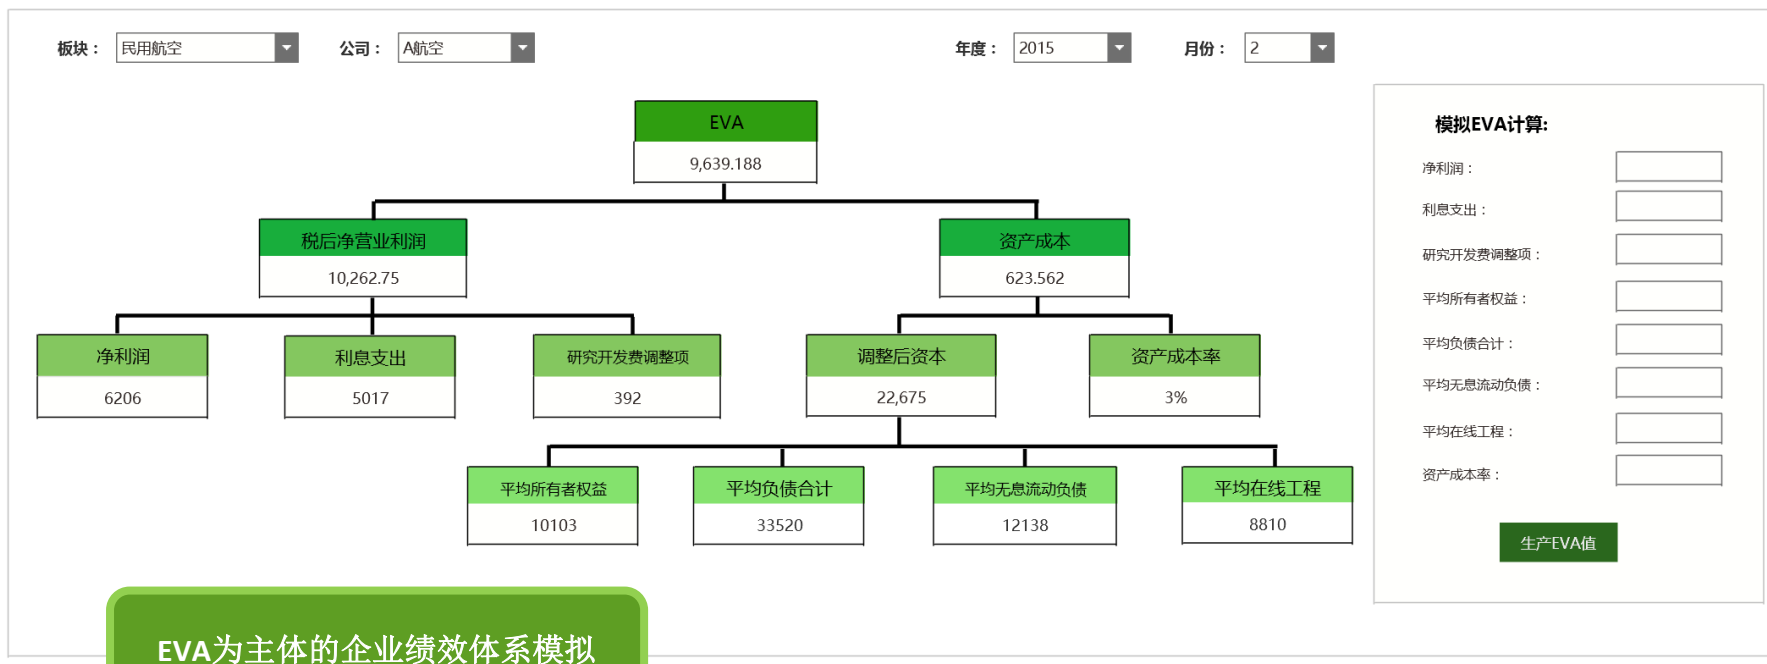 板块： 民用航空 公司： A航空 年度： 2015 月份： 2
EVA
9,639.188
税后净营业利润 资产成本
10,262.75 623.562
净利润 利息支出 研究开发费调整项 调整后资本 资产成本率
6206 5017 392 22,675 3%
平均所有者权益 平均负债合计 平均无息流动负债 平均在线工程
10103 33520 12138 8810
模拟EVA计算:
净利润：
利息支出：
研究开发费调整项：
平均所有者权益：
平均负债合计：
平均无息流动负债：
平均在线工程：
资产成本率：
生产EVA值
EVA为主体的企业绩效体系模拟